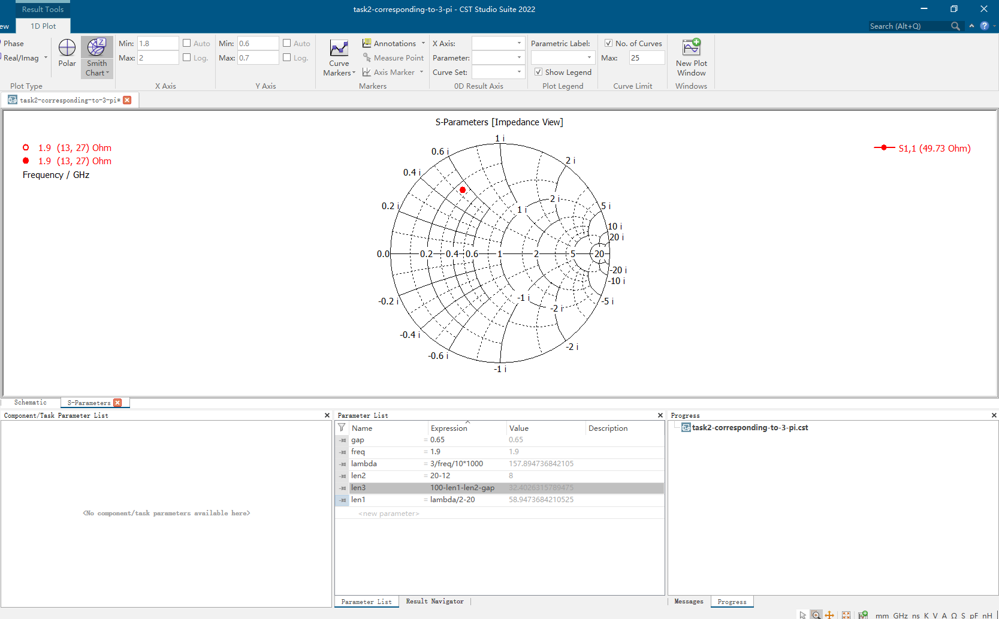 Result Tools
task2-corresponding-to-3-pi - CST Studio Suite 2022
ew
1D Plot
Search (Alt+Q)
Phase
Real/Imag
Polar
Smith Chart
Plot Type
Min: 1.8 Auto
Max: 2 Log.
X Axis
Min: 0.6 Auto
Max: 0.7 Log.
Y Axis
Curve Markers
Annotations
Measure Point
Axis Marker
Markers
X Axis:
Parameter:
Curve Set:
0D Result Axis
Parametric Label:
Show Legend
Plot Legend
No. of Curves
Max: 25
Curve Limit
New Plot Window
Windows
task2-corresponding-to-3-pi*
S-Parameters [Impedance View]
1.9 (13, 27) Ohm
1.9 (13, 27) Ohm
Frequency / GHz
S1,1 (49.73 Ohm)
1 i
0.6 i
2 i
0.4 i
2 i
0.2 i
1 i
5 i
10 i
20 i
0.0 0.2 0.4 0.6 1 2 5 20
-20 i
-10 i
-0.2 i
-1 i
-5 i
-2 i
-0.4 i
-2 i
-0.6 i
-1 i
Schematic
S-Parameters
Component/Task Parameter List
<No component/task parameters available here>
Parameter List
Name Expression Value Description
gap = 0.65 0.65
freq = 1.9 1.9
lambda = 3/freq/10*1000 157.894736842105
len2 = 20-12 8
len3 100-len1-len2-gap 32.4026315789475
len1 = lambda/2-20 58.9473684210525
<new parameter>
Parameter List
Result Navigator
Progress
task2-corresponding-to-3-pi.cst
Messages
Progress
mm GHz ns K V A Ω S pF nH